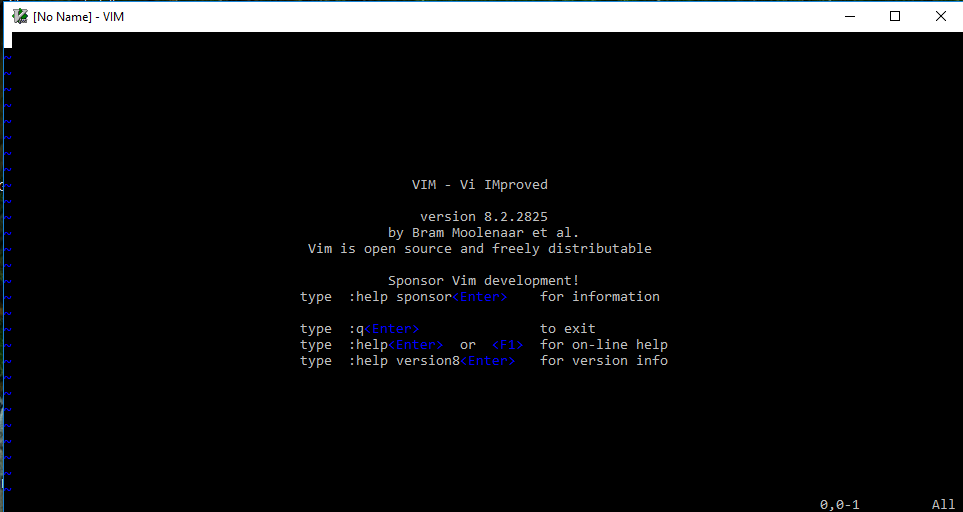 [No Name] - VIM
~
~
~
~
~
~
~
~
~ VIM - Vi IMproved
~
~ version 8.2.2825
~ by Bram Moolenaar et al.
~ Vim is open source and freely distributable
~
~ Sponsor Vim development!
~ type :help sponsor<Enter> for information
~
~ type :q<Enter> to exit
~ type :help<Enter> or <F1> for on-line help
~ type :help version8<Enter> for version info
~
~
~
~
~
~
~
~
0,0-1 All